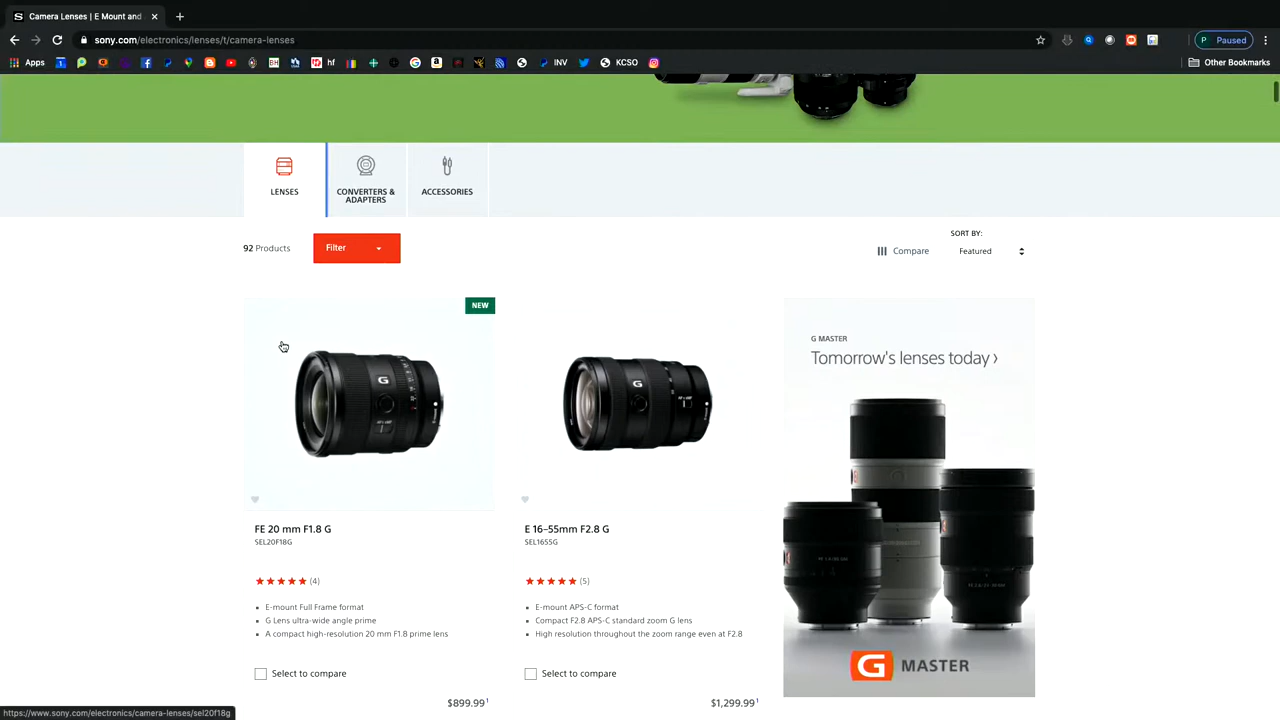 Camera Lenses | E Mount and
sony.com/electronics/lenses/t/camera-lenses
P Paused
Apps
hf
INV
KCSO
Other Bookmarks
LENSES
CONVERTERS &
ADAPTERS
ACCESSORIES
92 Products
Filter
Compare
SORT BY:
Featured
NEW
G
FE 20 mm F1.8 G
SEL20F18G
(4)
E-mount Full Frame format
G Lens ultra-wide angle prime
A compact high-resolution 20 mm F1.8 prime lens
Select to compare
$899.99¹
G
E 16–55mm F2.8 G
SEL1655G
(5)
E-mount APS-C format
Compact F2.8 APS-C standard zoom G lens
High resolution throughout the zoom range even at F2.8
Select to compare
$1,299.99¹
G MASTER
Tomorrow's lenses today ›
G MASTER
https://www.sony.com/electronics/camera-lenses/sel20f18g